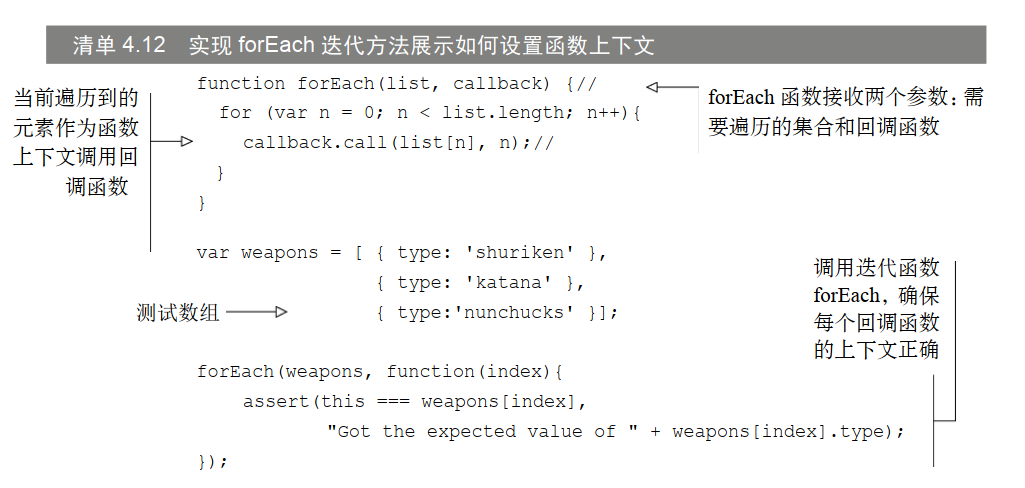 清单 4.12 实现 forEach 迭代方法展示如何设置函数上下文
function forEach(list, callback) {//
for (var n = 0; n < list.length; n++){
callback.call(list[n], n);//
}
}
当前遍历到的
元素作为函数
上下文调用回
调函数
forEach 函数接收两个参数：需
要遍历的集合和回调函数
var weapons = [ { type: 'shuriken' },
{ type: 'katana' },
{ type:'nunchucks' }];
测试数组
调用迭代函数
forEach，确保
每个回调函数
的上下文正确
forEach(weapons, function(index){
assert(this === weapons[index],
"Got the expected value of " + weapons[index].type);
});